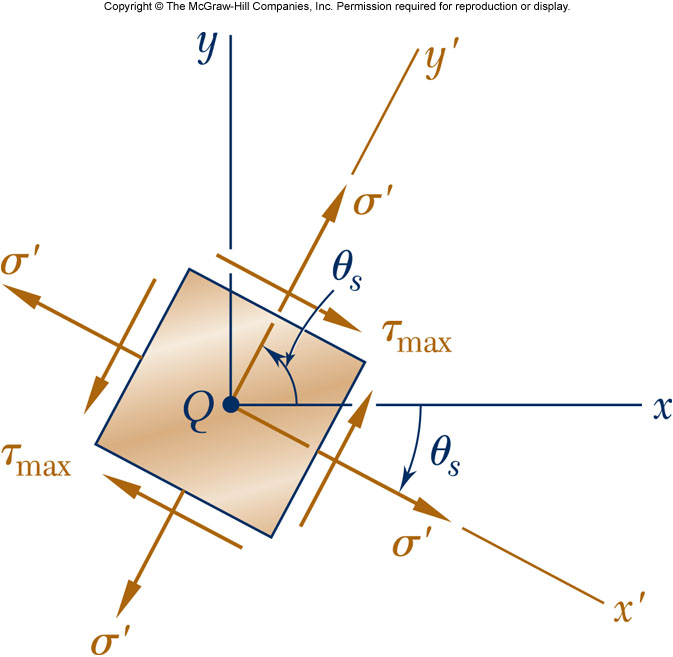 Copyright © The McGraw-Hill Companies, Inc. Permission required for reproduction or display.
y
y′
σ′
σ′
θs
τmax
Q
x
τmax
θs
σ′
x′
σ′